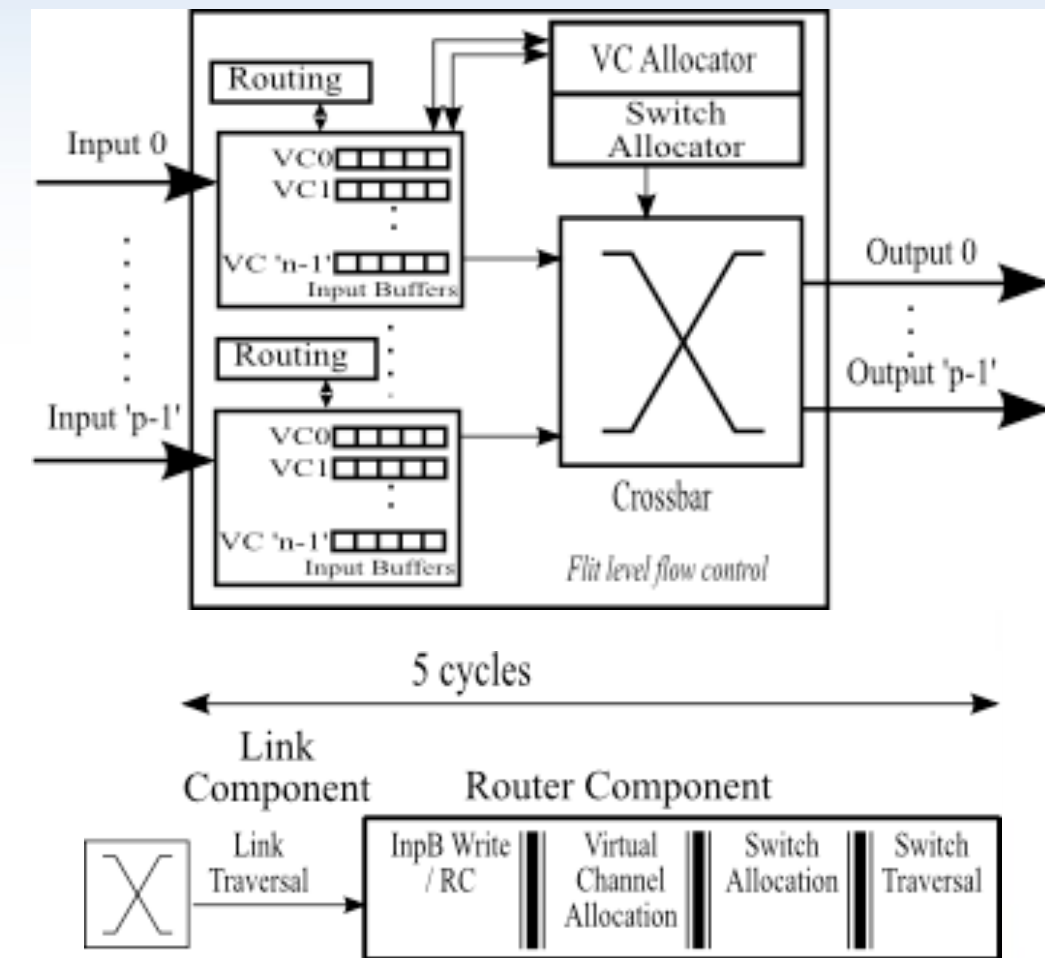 VC Allocator
Routing
Switch
Allocator
Input 0
VC0
VC1
VC 'n-1'
Input Buffers
Output 0
Routing
Output 'p-1'
Input 'p-1'
VC0
VC1
Crossbar
VC 'n-1'
Input Buffers
Flit level flow control
5 cycles
Link
Component
Router Component
Link
Traversal
InpB Write
/ RC
Virtual
Channel
Allocation
Switch
Allocation
Switch
Traversal